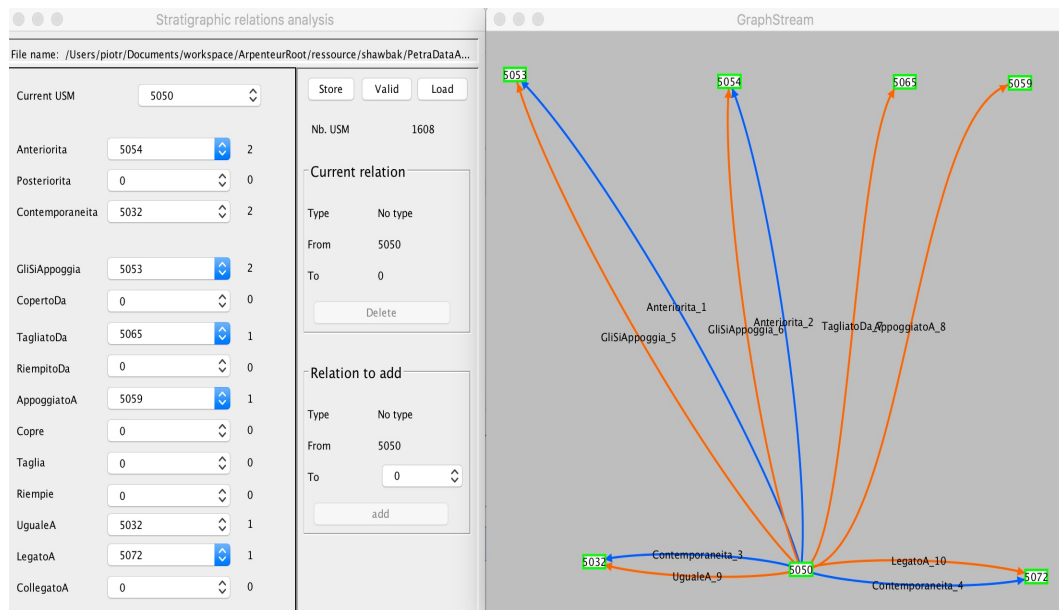 Stratigraphic relations analysis
File name: /Users/piotr/Documents/workspace/ArpenteurRoot/ressource/shawbak/PetraDataA...
Current USM 5050
Anteriorita 5054 2
Posteriorita 0 0
Contemporaneita 5032 2
GliSiAppoggia 5053 2
CopertoDa 0 0
TagliatoDa 5065 1
RiempitoDa 0 0
AppoggiatoA 5059 1
Copre 0 0
Taglia 0 0
Riempie 0 0
UgualeA 5032 1
LegatoA 5072 1
CollegatoA 0 0
Store Valid Load
Nb. USM 1608
Current relation
Type No type
From 5050
To 0
Delete
Relation to add
Type No type
From 5050
To 0
add
GraphStream
5053 5054 5065 5059
Anteriorita_1
GliSiAppoggia_5
GliSiAppoggia_6
Anteriorita_2
TagliatoDa_7
AppoggiatoA_8
5032
Contemporaneita_3
UgualeA_9
5050
LegatoA_10
Contemporaneita_4
5072